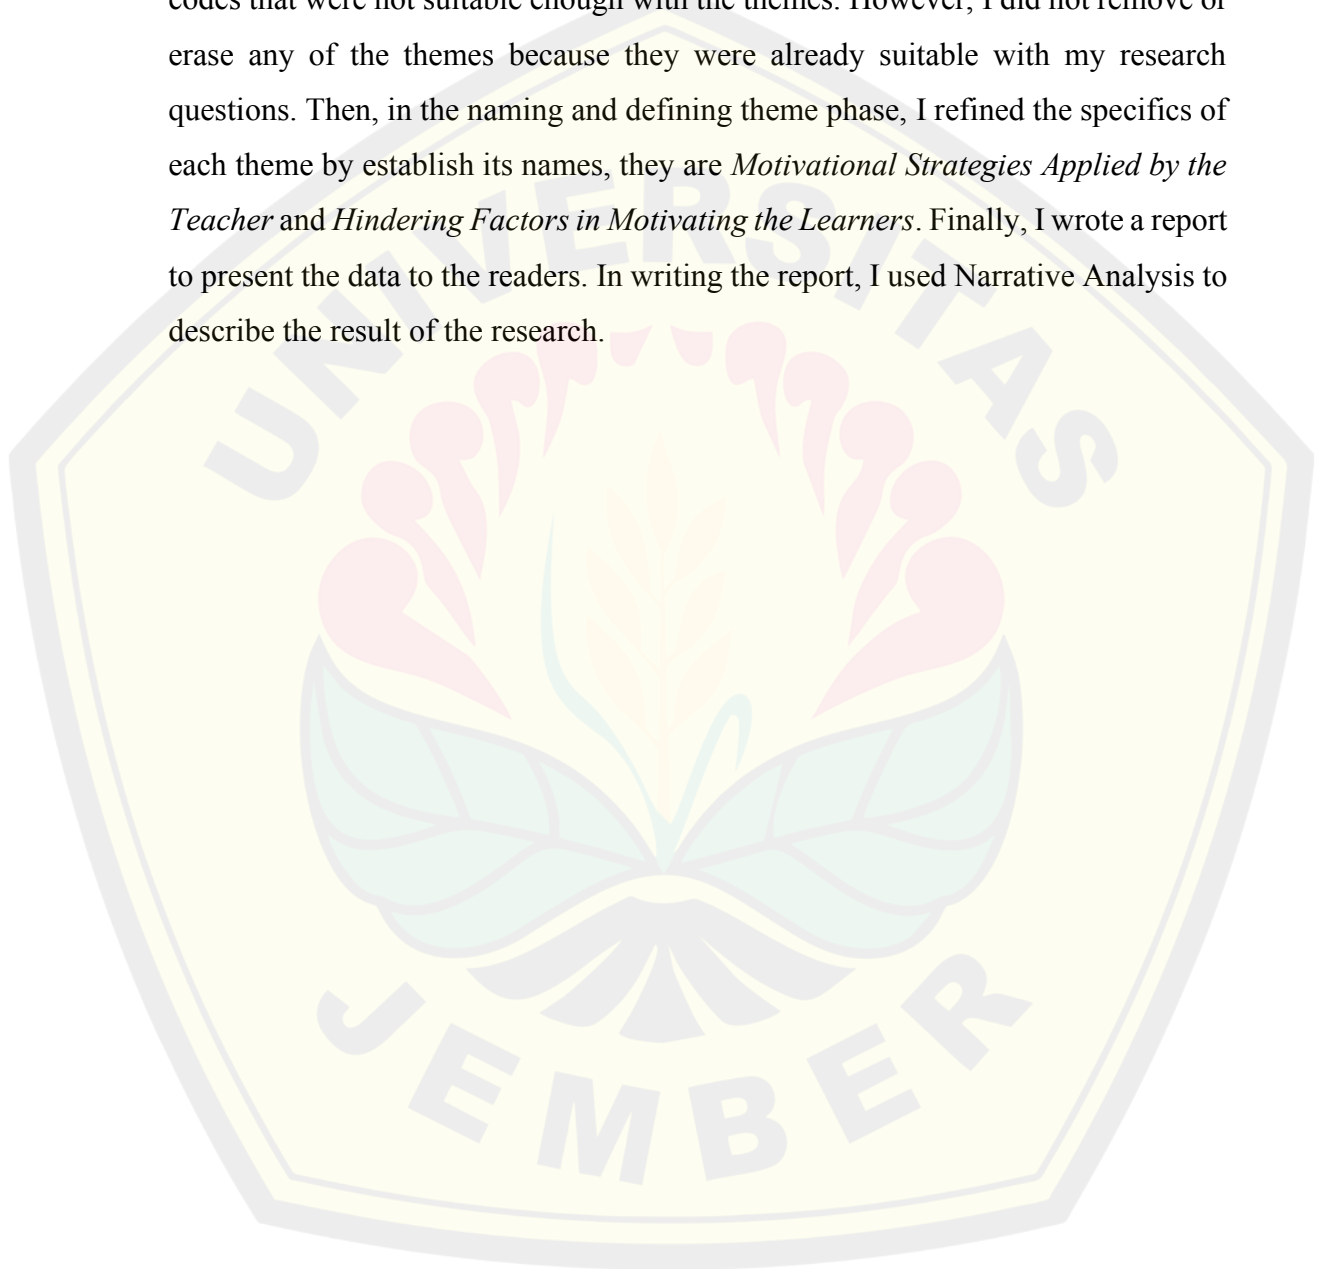 codes that were not suitable enough with the themes. However, I did not remove or
erase any of the themes because they were already suitable with my research
questions. Then, in the naming and defining theme phase, I refined the specifics of
each theme by establish its names, they are Motivational Strategies Applied by the
Teacher and Hindering Factors in Motivating the Learners. Finally, I wrote a report
to present the data to the readers. In writing the report, I used Narrative Analysis to
describe the result of the research.
UNIVERSITAS
JEMBER